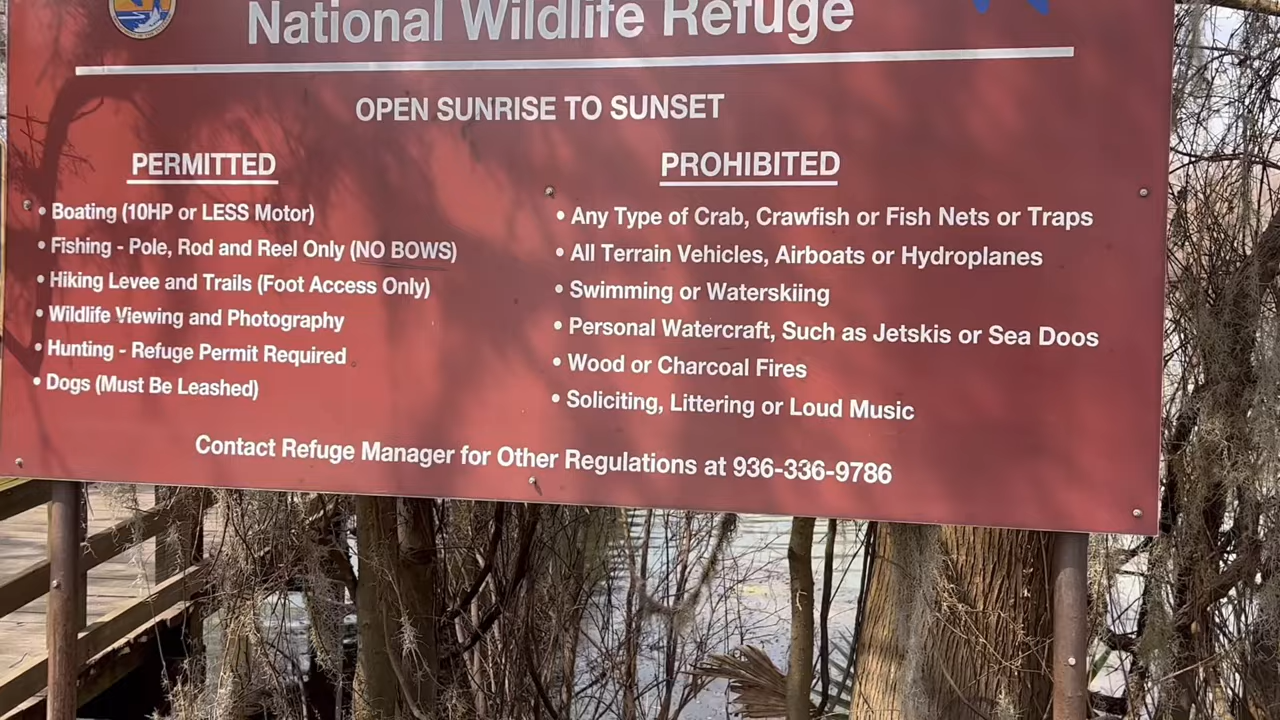 National Wildlife Refuge
OPEN SUNRISE TO SUNSET
PERMITTED
• Boating (10HP or LESS Motor)
• Fishing - Pole, Rod and Reel Only (NO BOWS)
• Hiking Levee and Trails (Foot Access Only)
• Wildlife Viewing and Photography
• Hunting - Refuge Permit Required
• Dogs (Must Be Leashed)
PROHIBITED
• Any Type of Crab, Crawfish or Fish Nets or Traps
• All Terrain Vehicles, Airboats or Hydroplanes
• Swimming or Waterskiing
• Personal Watercraft, Such as Jetskis or Sea Doos
• Wood or Charcoal Fires
• Soliciting, Littering or Loud Music
Contact Refuge Manager for Other Regulations at 936-336-9786